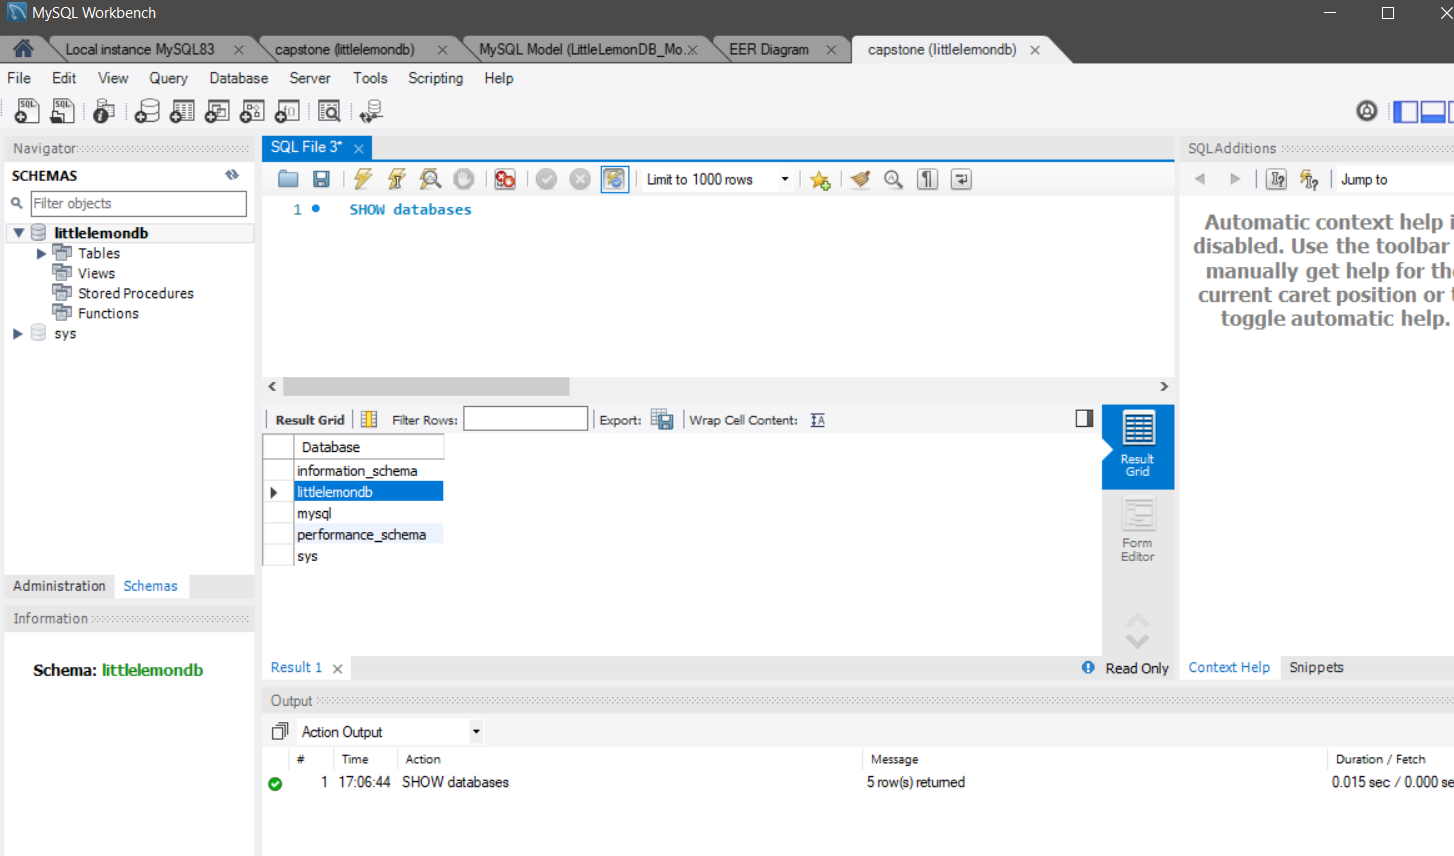 MySQL Workbench
Local instance MySQL83
capstone (littlelemondb)
MySQL Model (LittleLemonDB_Mo...
EER Diagram
capstone (littlelemondb)
File Edit View Query Database Server Tools Scripting Help
Navigator
SCHEMAS
Filter objects
littlelemondb
Tables
Views
Stored Procedures
Functions
sys
Administration Schemas
Information
Schema: littlelemondb
SQL File 3*
Limit to 1000 rows
1 SHOW databases
Result Grid Filter Rows: Export: Wrap Cell Content:
Database
information_schema
littlelemondb
mysql
performance_schema
sys
Result
Grid
Form
Editor
Result 1 Read Only
SQLAdditions
Jump to
Automatic context help i
disabled. Use the toolbar
manually get help for the
current caret position or t
toggle automatic help.
Context Help Snippets
Output
Action Output
# Time Action Message Duration / Fetch
1 17:06:44 SHOW databases 5 row(s) returned 0.015 sec / 0.000 se